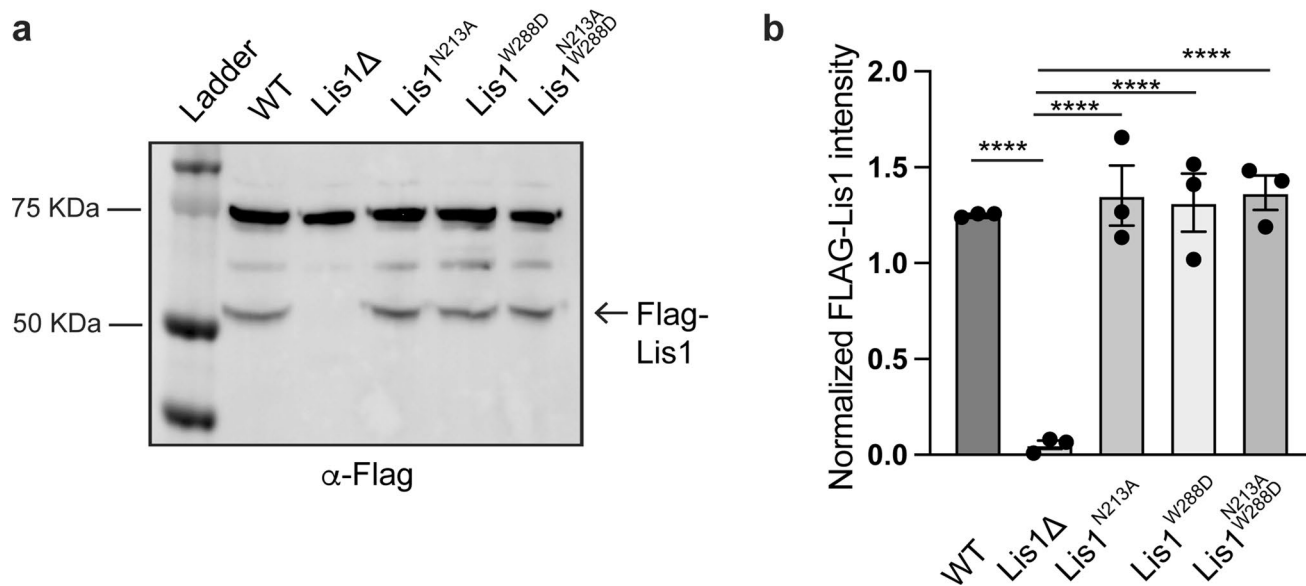 a
Ladder
WT
Lis1Δ
Lis1N213A
Lis1W288D
Lis1N213A W288D
75 KDa
50 KDa
← Flag-
Lis1
α-Flag
b
Normalized FLAG-Lis1 intensity
2.0
1.5
1.0
0.5
0.0
****
****
****
****
WT
Lis1Δ
Lis1N213A
Lis1W288D
Lis1N213A W288D